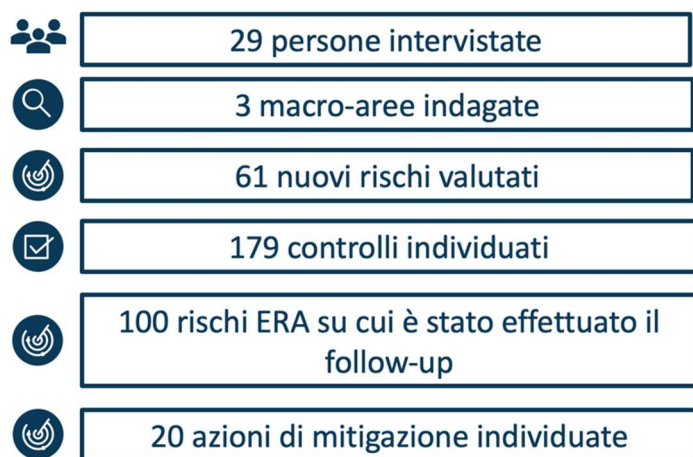 29 persone intervistate
3 macro-aree indagate
61 nuovi rischi valutati
179 controlli individuati
100 rischi ERA su cui è stato effettuato il
follow-up
20 azioni di mitigazione individuate